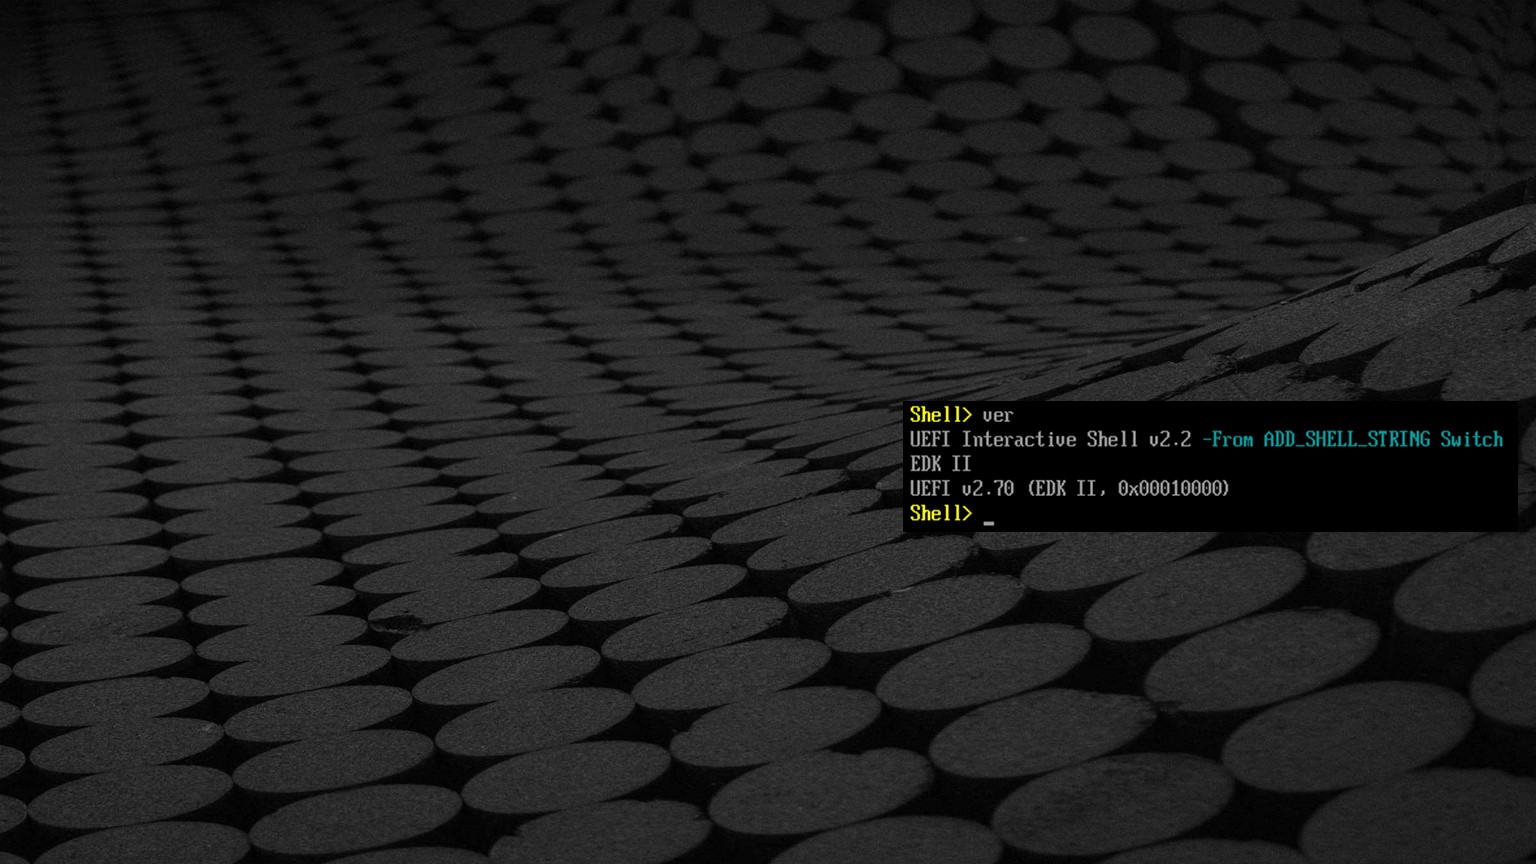 Shell> ver
UEFI Interactive Shell v2.2 -From ADD_SHELL_STRING Switch
EDK II
UEFI v2.70 (EDK II, 0x00010000)
Shell> _